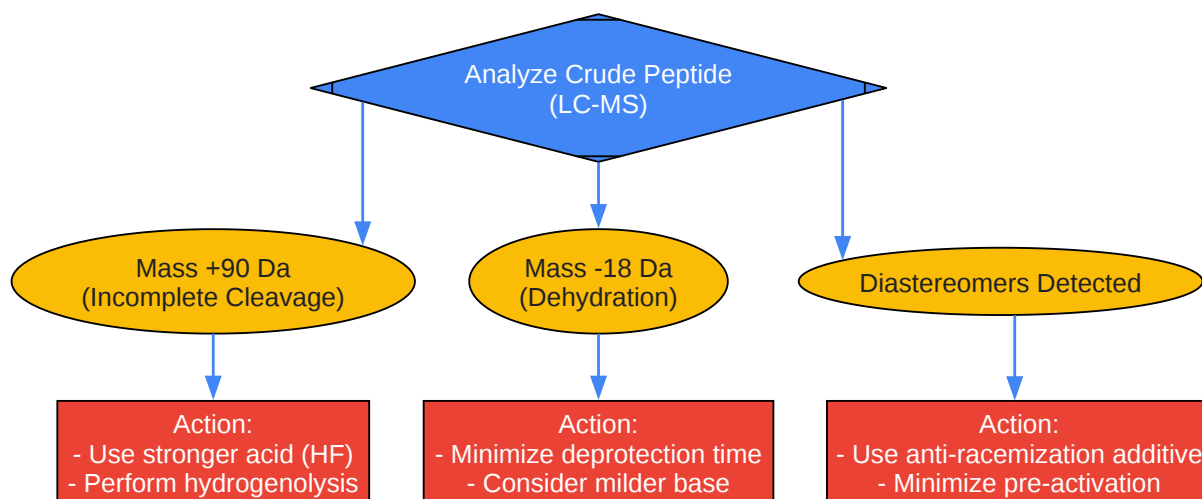 Analyze Crude Peptide
(LC-MS)
Mass +90 Da
(Incomplete Cleavage)
Mass -18 Da
(Dehydration)
Diastereomers Detected
Action:
- Use stronger acid (HF)
- Perform hydrogenolysis
Action:
- Minimize deprotection time
- Consider milder base
Action:
- Use anti-racemization additive
- Minimize pre-activation